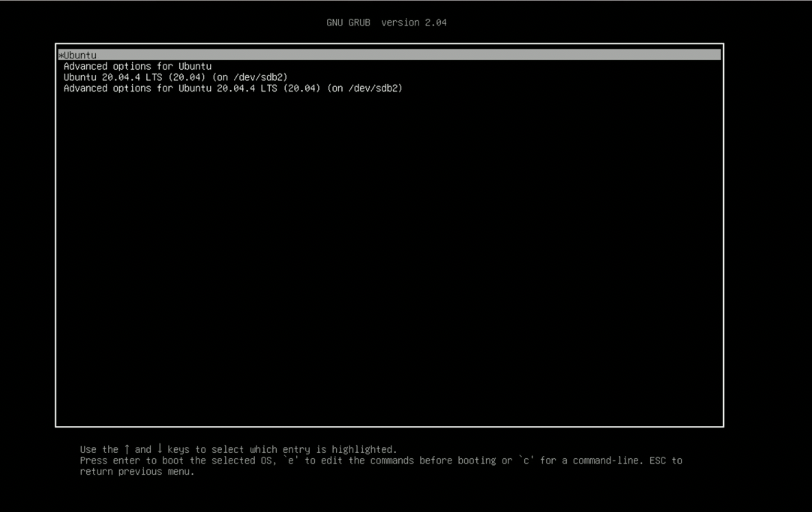 GNU GRUB  version 2.04
*Ubuntu
Advanced options for Ubuntu
Ubuntu 20.04.4 LTS (20.04) (on /dev/sdb2)
Advanced options for Ubuntu 20.04.4 LTS (20.04) (on /dev/sdb2)
Use the ↑ and ↓ keys to select which entry is highlighted.
Press enter to boot the selected OS, `e' to edit the commands before booting or `c' for a command-line. ESC to
return previous menu.